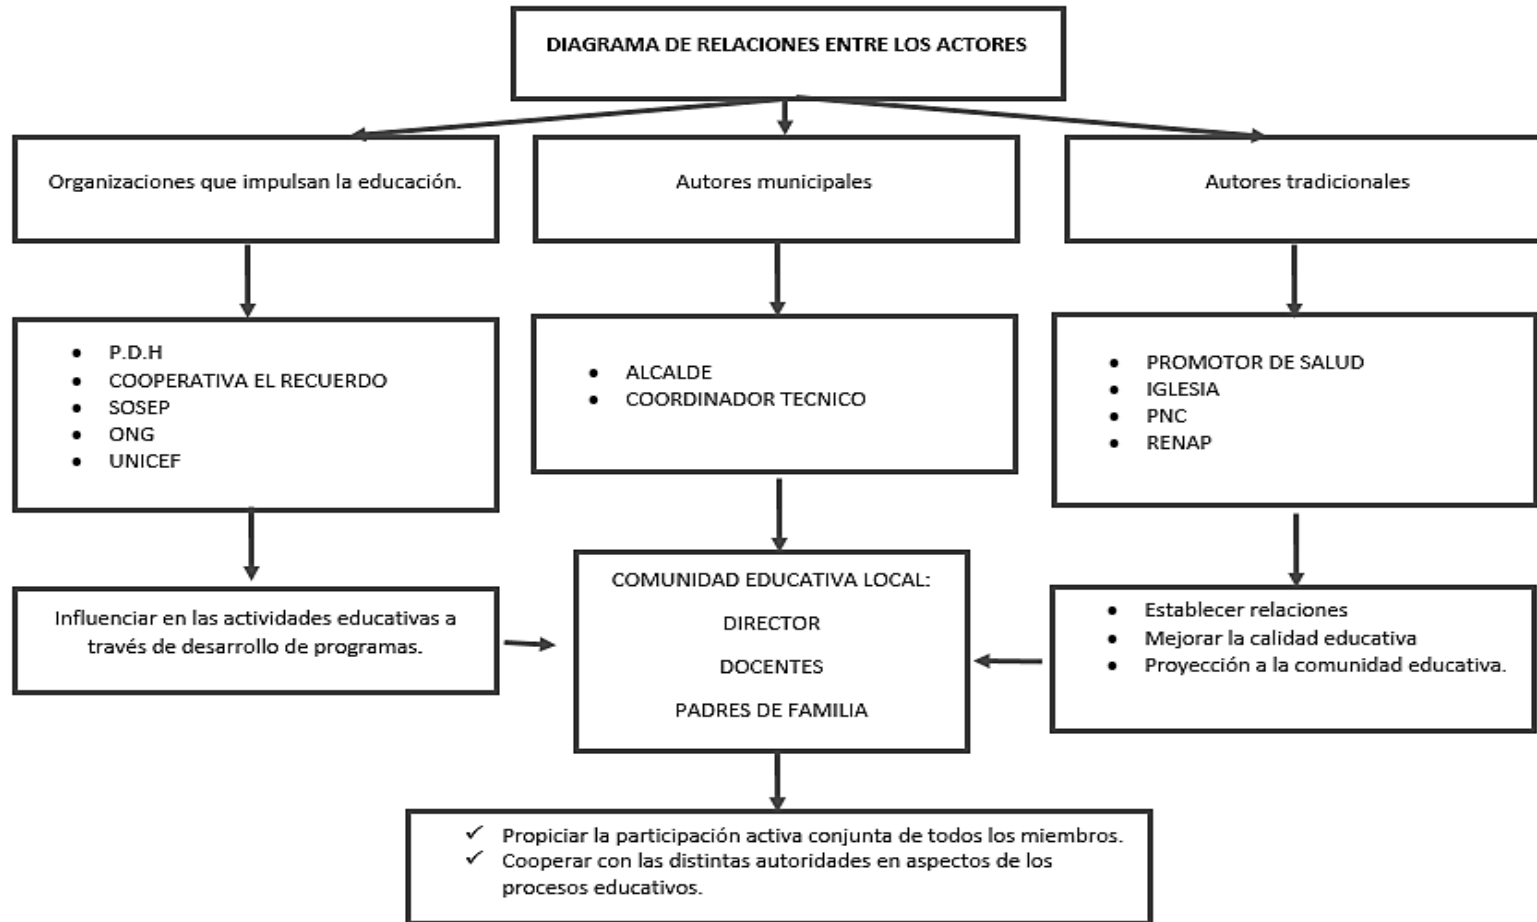 DIAGRAMA DE RELACIONES ENTRE LOS ACTORES
Organizaciones que impulsan la educación.
Autores municipales
Autores tradicionales
• P.D.H
• COOPERATIVA EL RECUERDO
• SOSEP
• ONG
• UNICEF
• ALCALDE
• COORDINADOR TECNICO
• PROMOTOR DE SALUD
• IGLESIA
• PNC
• RENAP
Influenciar en las actividades educativas a
través de desarrollo de programas.
COMUNIDAD EDUCATIVA LOCAL:
DIRECTOR
DOCENTES
PADRES DE FAMILIA
• Establecer relaciones
• Mejorar la calidad educativa
• Proyección a la comunidad educativa.
✓ Propiciar la participación activa conjunta de todos los miembros.
✓ Cooperar con las distintas autoridades en aspectos de los
procesos educativos.